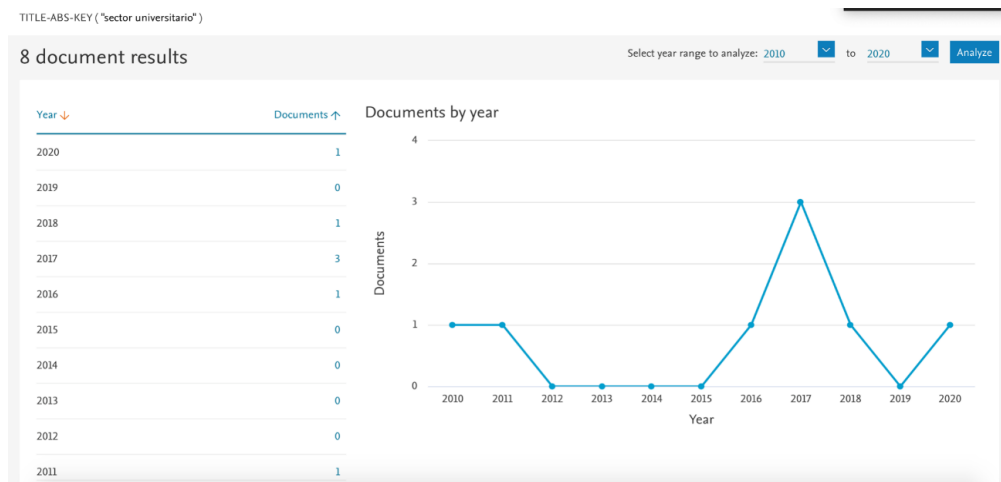 TITLE-ABS-KEY ( "sector universitario" )
8 document results
Select year range to analyze: 2010 to 2020 Analyze
Year Documents
2020 1
2019 0
2018 1
2017 3
2016 1
2015 0
2014 0
2013 0
2012 0
2011 1
Documents by year
4
3
2
1
0
Documents
2010 2011 2012 2013 2014 2015 2016 2017 2018 2019 2020
Year